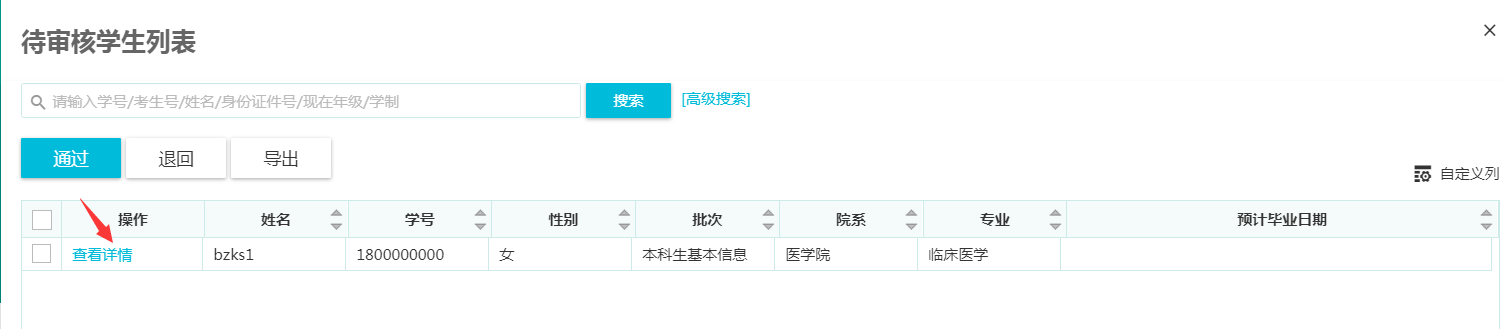 待审核学生列表
请输入学号/考生号/姓名/身份证件号/现在年级/学制 搜索 [高级搜索]
通过 退回 导出
自定义列
操作 姓名 学号 性别 批次 院系 专业 预计毕业日期
查看详情 bzks1 1800000000 女 本科生基本信息 医学院 临床医学